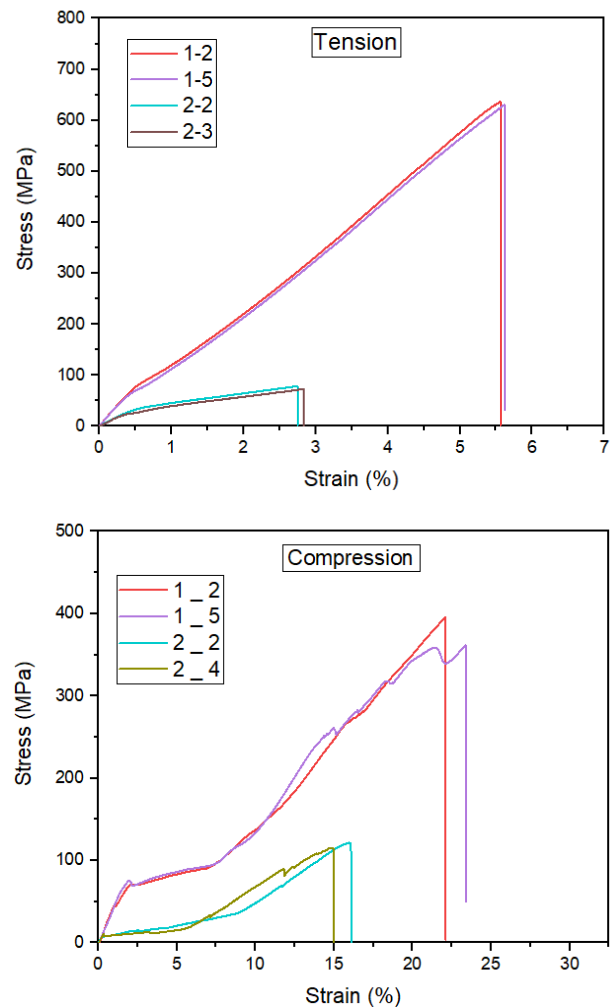 800
Tension
1-2
1-5
2-2
2-3
700
600
500
400
300
200
100
0
Stress (MPa)
0 1 2 3 4 5 6 7
Strain (%)
500
Compression
1 _ 2
1 _ 5
2 _ 2
2 _ 4
400
300
200
100
0
Stress (MPa)
0 5 10 15 20 25 30
Strain (%)